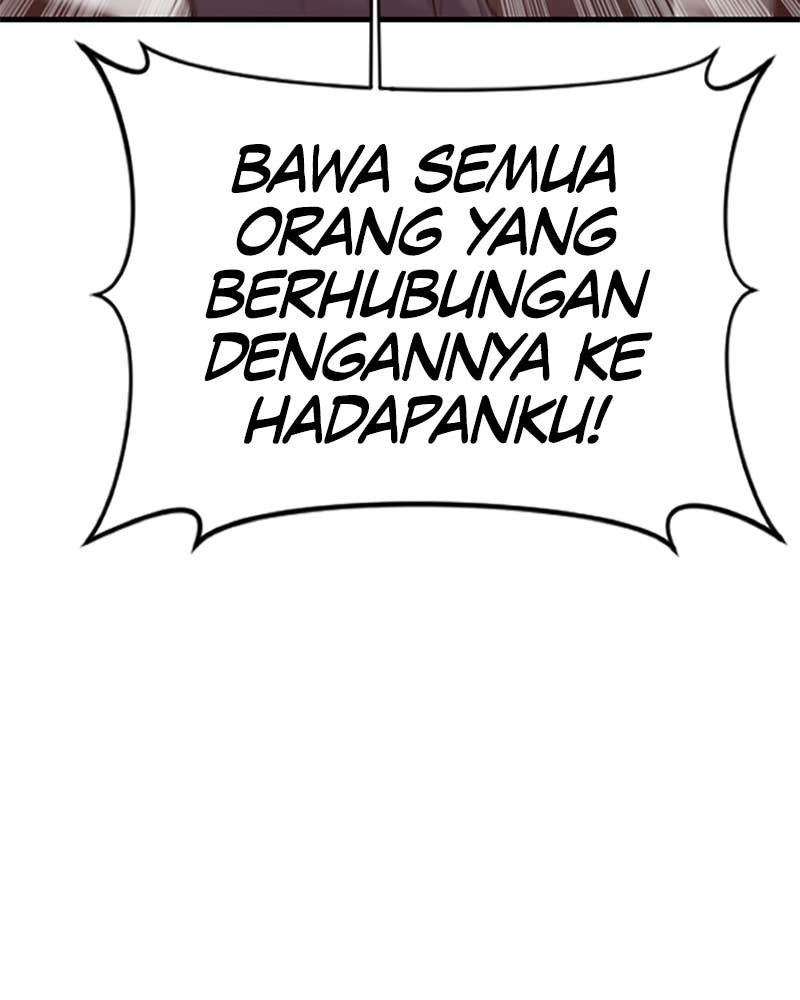 BAWA SEMUA
ORANG YANG
BERHUBUNGAN
DENGANNYA KE
HADAPANKU!